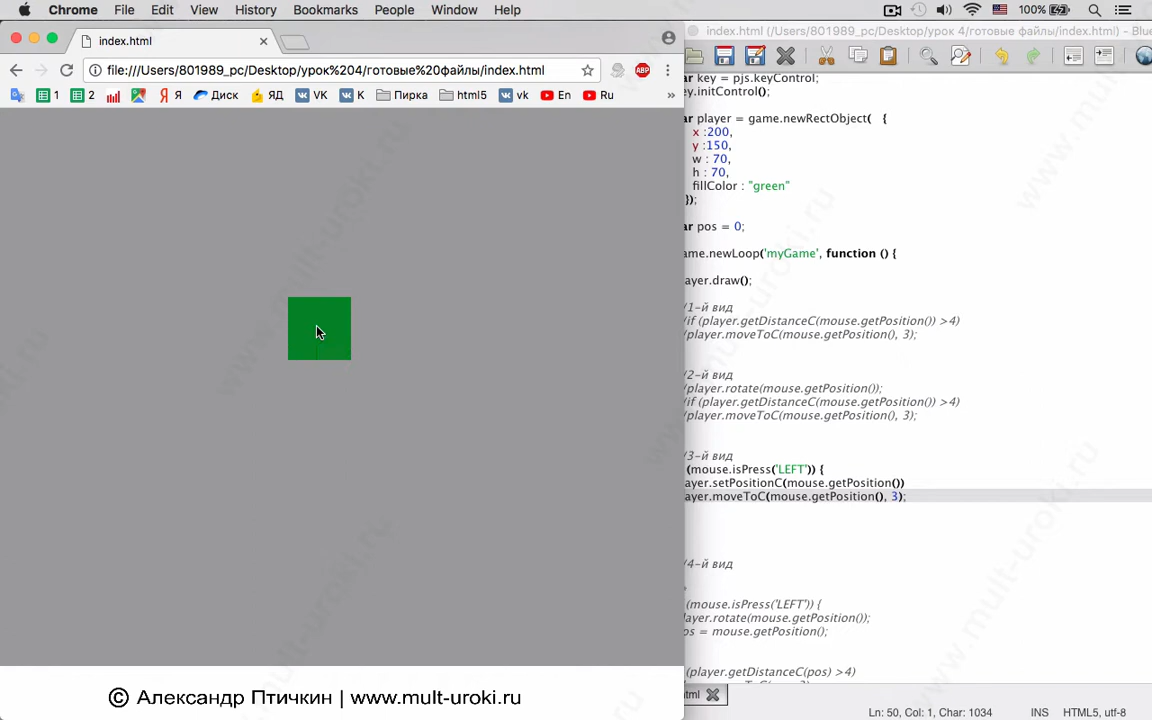 Chrome File Edit View History Bookmarks People Window Help 100%
index.html
index.html (/Users/801989_pc/Desktop/урок 4/готовые файлы/index.html) - Blue
file:///Users/801989_pc/Desktop/урок%204/готовые%20файлы/index.html ABP
1 2 Я Я Диск ЯД VK К Пирка html5 vk En Ru »
ar key = pjs.keyControl;
ey.initControl();
ar player = game.newRectObject( {
x :200,
y :150,
w : 70,
h : 70,
fillColor : "green"
});
ar pos = 0;
ame.newLoop('myGame', function () {
ayer.draw();
/1-й вид
/if (player.getDistanceC(mouse.getPosition()) >4)
/player.moveToC(mouse.getPosition(), 3);
/2-й вид
/player.rotate(mouse.getPosition());
/if (player.getDistanceC(mouse.getPosition()) >4)
/player.moveToC(mouse.getPosition(), 3);
/3-й вид
(mouse.isPress('LEFT')) {
ayer.setPositionC(mouse.getPosition())
ayer.moveToC(mouse.getPosition(), 3);
/4-й вид
(mouse.isPress('LEFT')) {
ayer.rotate(mouse.getPosition());
os = mouse.getPosition();
(player.getDistanceC(pos) >4)
html
© Александр Птичкин | www.mult-uroki.ru
Ln: 50, Col: 1, Char: 1034 INS HTML5, utf-8